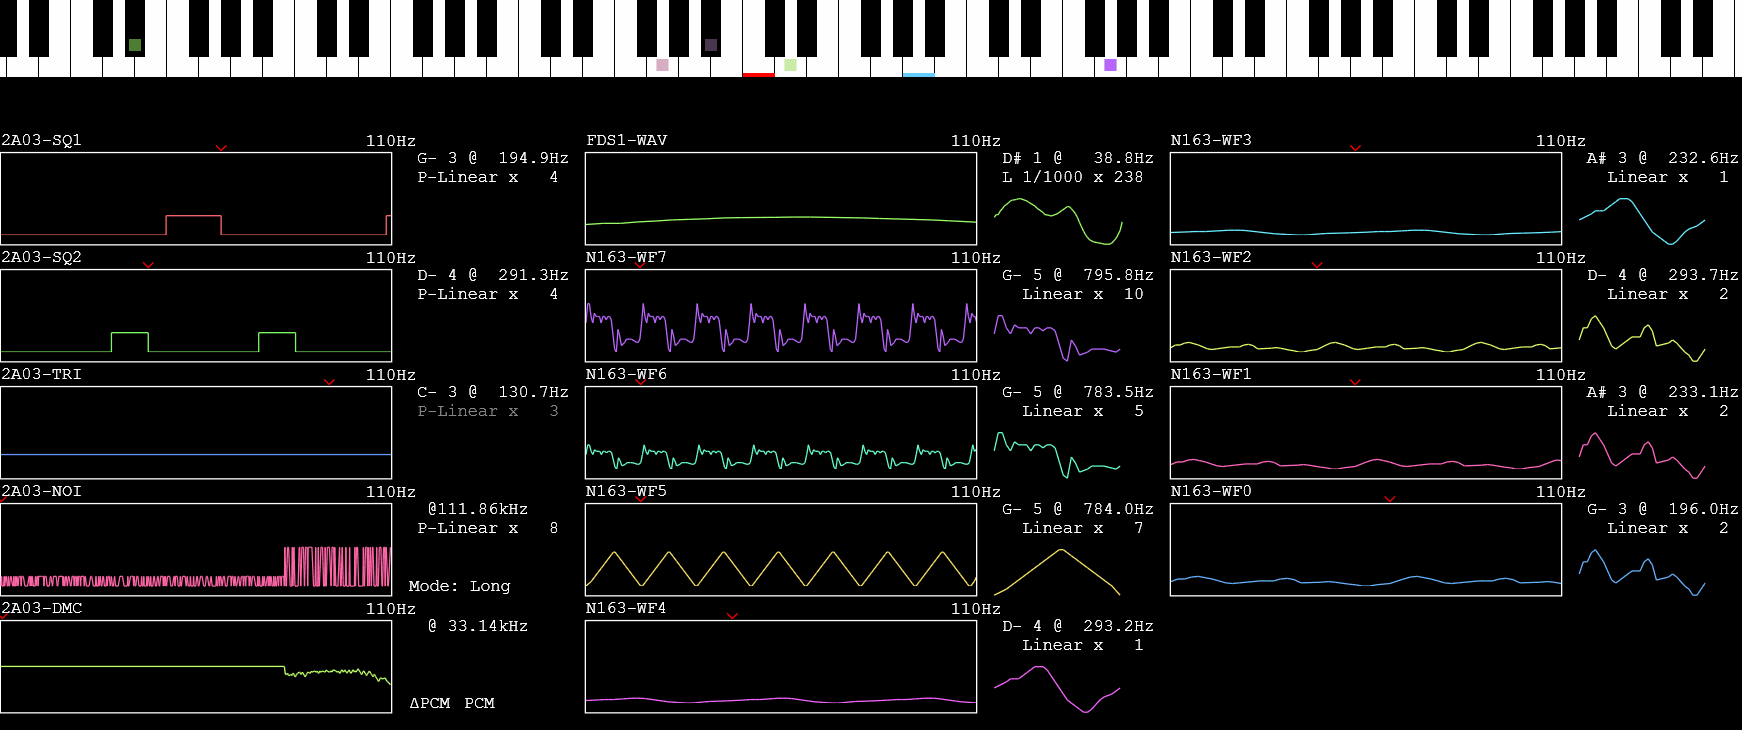 2A03-SQ1 110Hz
G- 3 @ 194.9Hz
P-Linear x 4
2A03-SQ2 110Hz
D- 4 @ 291.3Hz
P-Linear x 4
2A03-TRI 110Hz
C- 3 @ 130.7Hz
P-Linear x 3
2A03-NOI 110Hz
@111.86kHz
P-Linear x 8
Mode: Long
2A03-DMC 110Hz
@ 33.14kHz
ΔPCM PCM
FDS1-WAV 110Hz
D# 1 @ 38.8Hz
L 1/1000 x 238
N163-WF7 110Hz
G- 5 @ 795.8Hz
Linear x 10
N163-WF6 110Hz
G- 5 @ 783.5Hz
Linear x 5
N163-WF5 110Hz
G- 5 @ 784.0Hz
Linear x 7
N163-WF4 110Hz
D- 4 @ 293.2Hz
Linear x 1
N163-WF3 110Hz
A# 3 @ 232.6Hz
Linear x 1
N163-WF2 110Hz
D- 4 @ 293.7Hz
Linear x 2
N163-WF1 110Hz
A# 3 @ 233.1Hz
Linear x 2
N163-WF0 110Hz
G- 3 @ 196.0Hz
Linear x 2